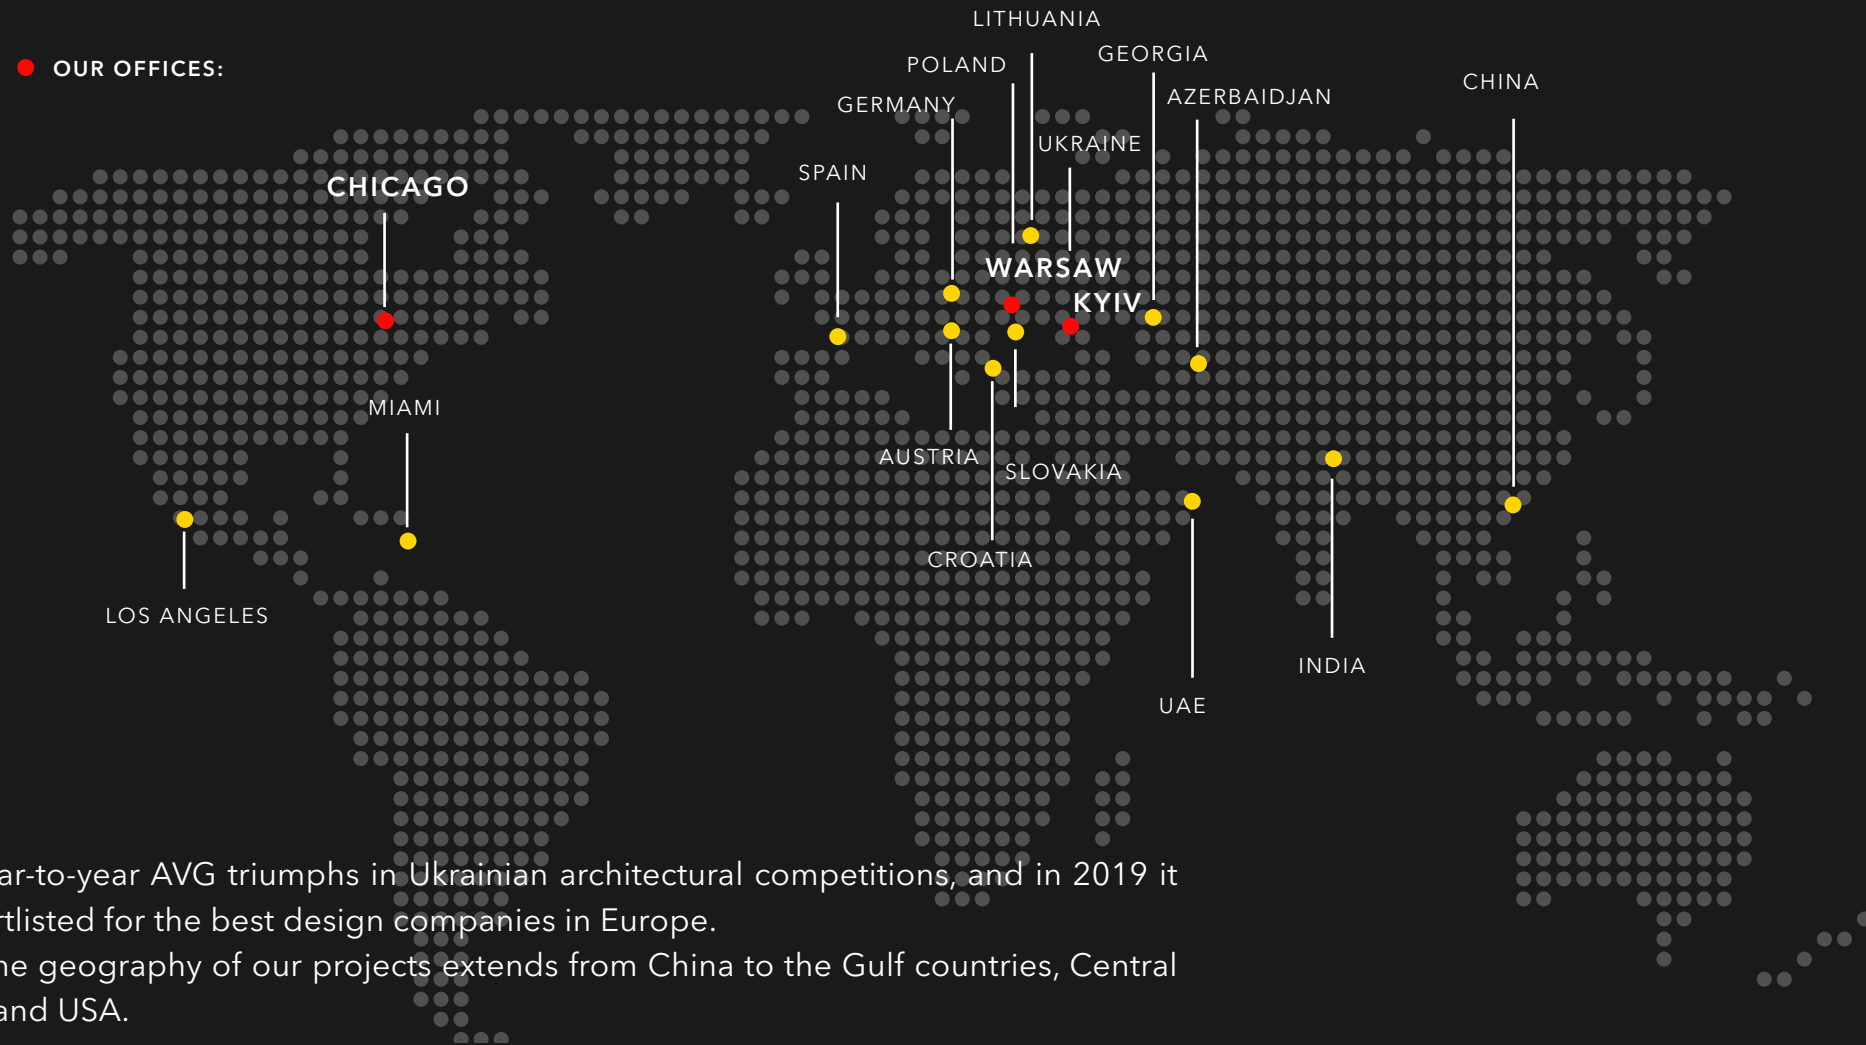 LITHUANIA
GEORGIA
OUR OFFICES:
POLAND
CHINA
AZERBAIDJAN
GERMANY
UKRAINE
SPAIN
CHICAGO
WARSAW
KYIV
MIAMI
AUSTRIA
SLOVAKIA
CROATIA
LOS ANGELES
INDIA
UAE
ar-to-year AVG triumphs in Ukrainian architectural competitions, and in 2019 it
rtlisted for the best design companies in Europe.
he geography of our projects extends from China to the Gulf countries, Central
and USA.